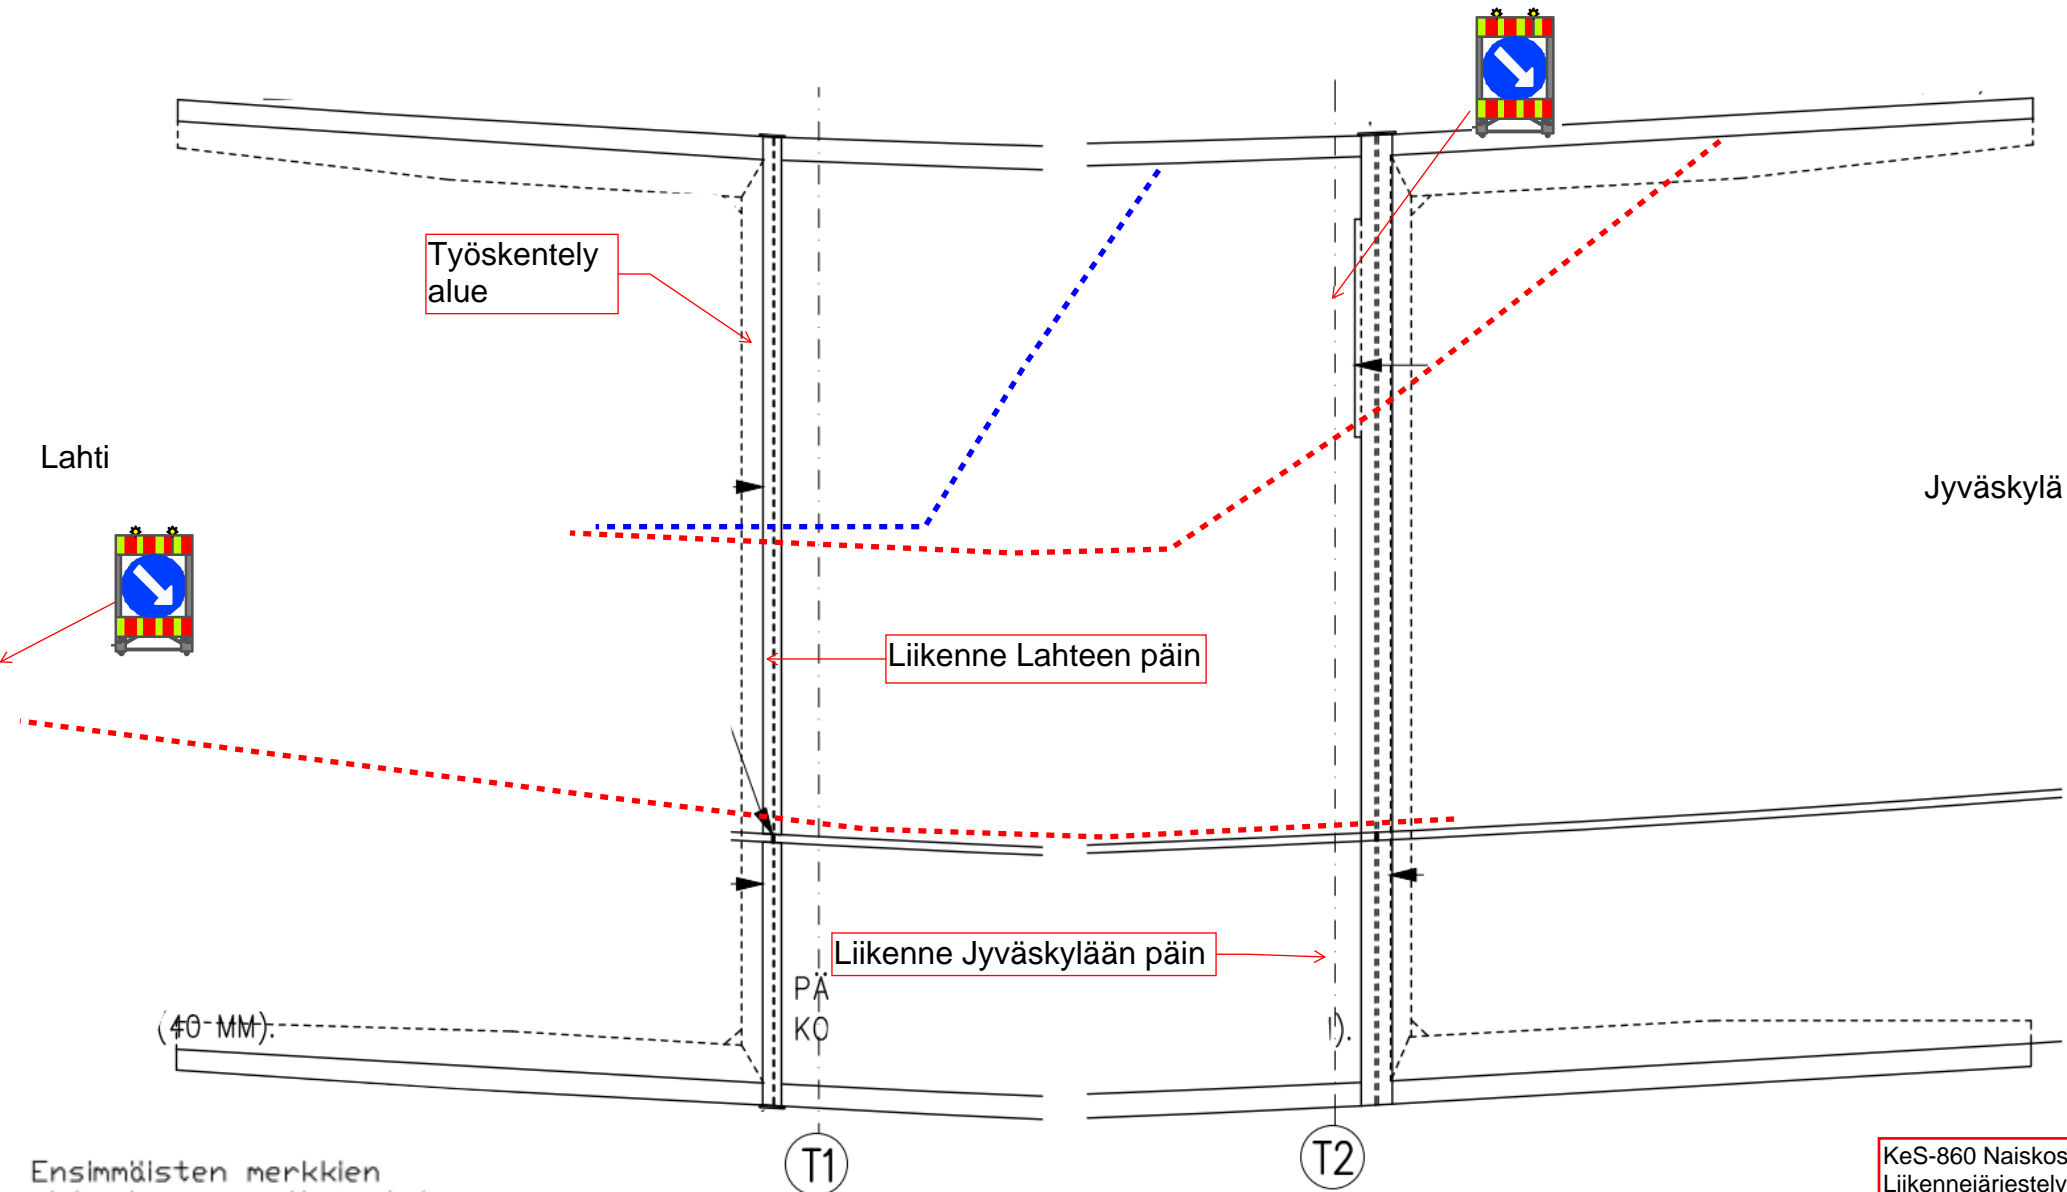 Työskentely
alue
Lahti
Jyväskylä
Liikenne Lahteen päin
Liikenne Jyväskylään päin
PÄ
KO
(40 MM).
).
T1
T2
Ensimmäisten merkkien
KeS-860 Naiskos
Liikennejärjestely